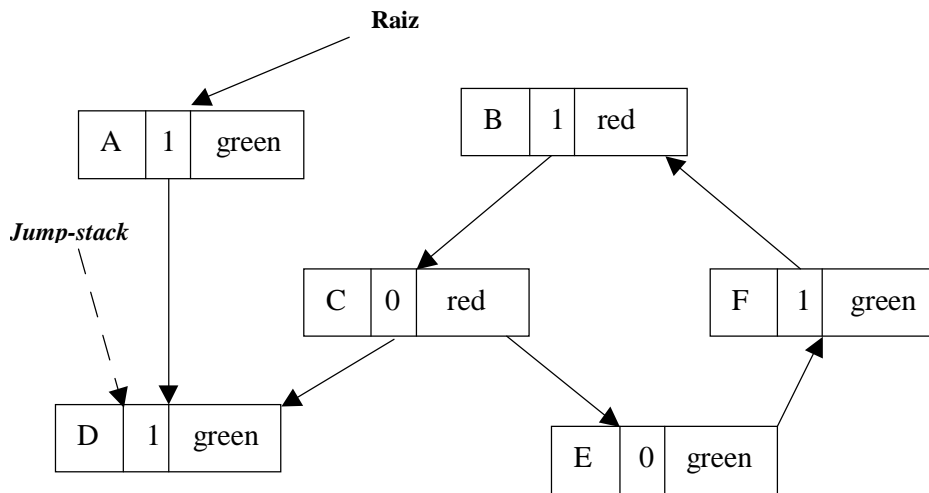 Raiz
A 1 green
B 1 red
Jump-stack
C 0 red
F 1 green
D 1 green
E 0 green